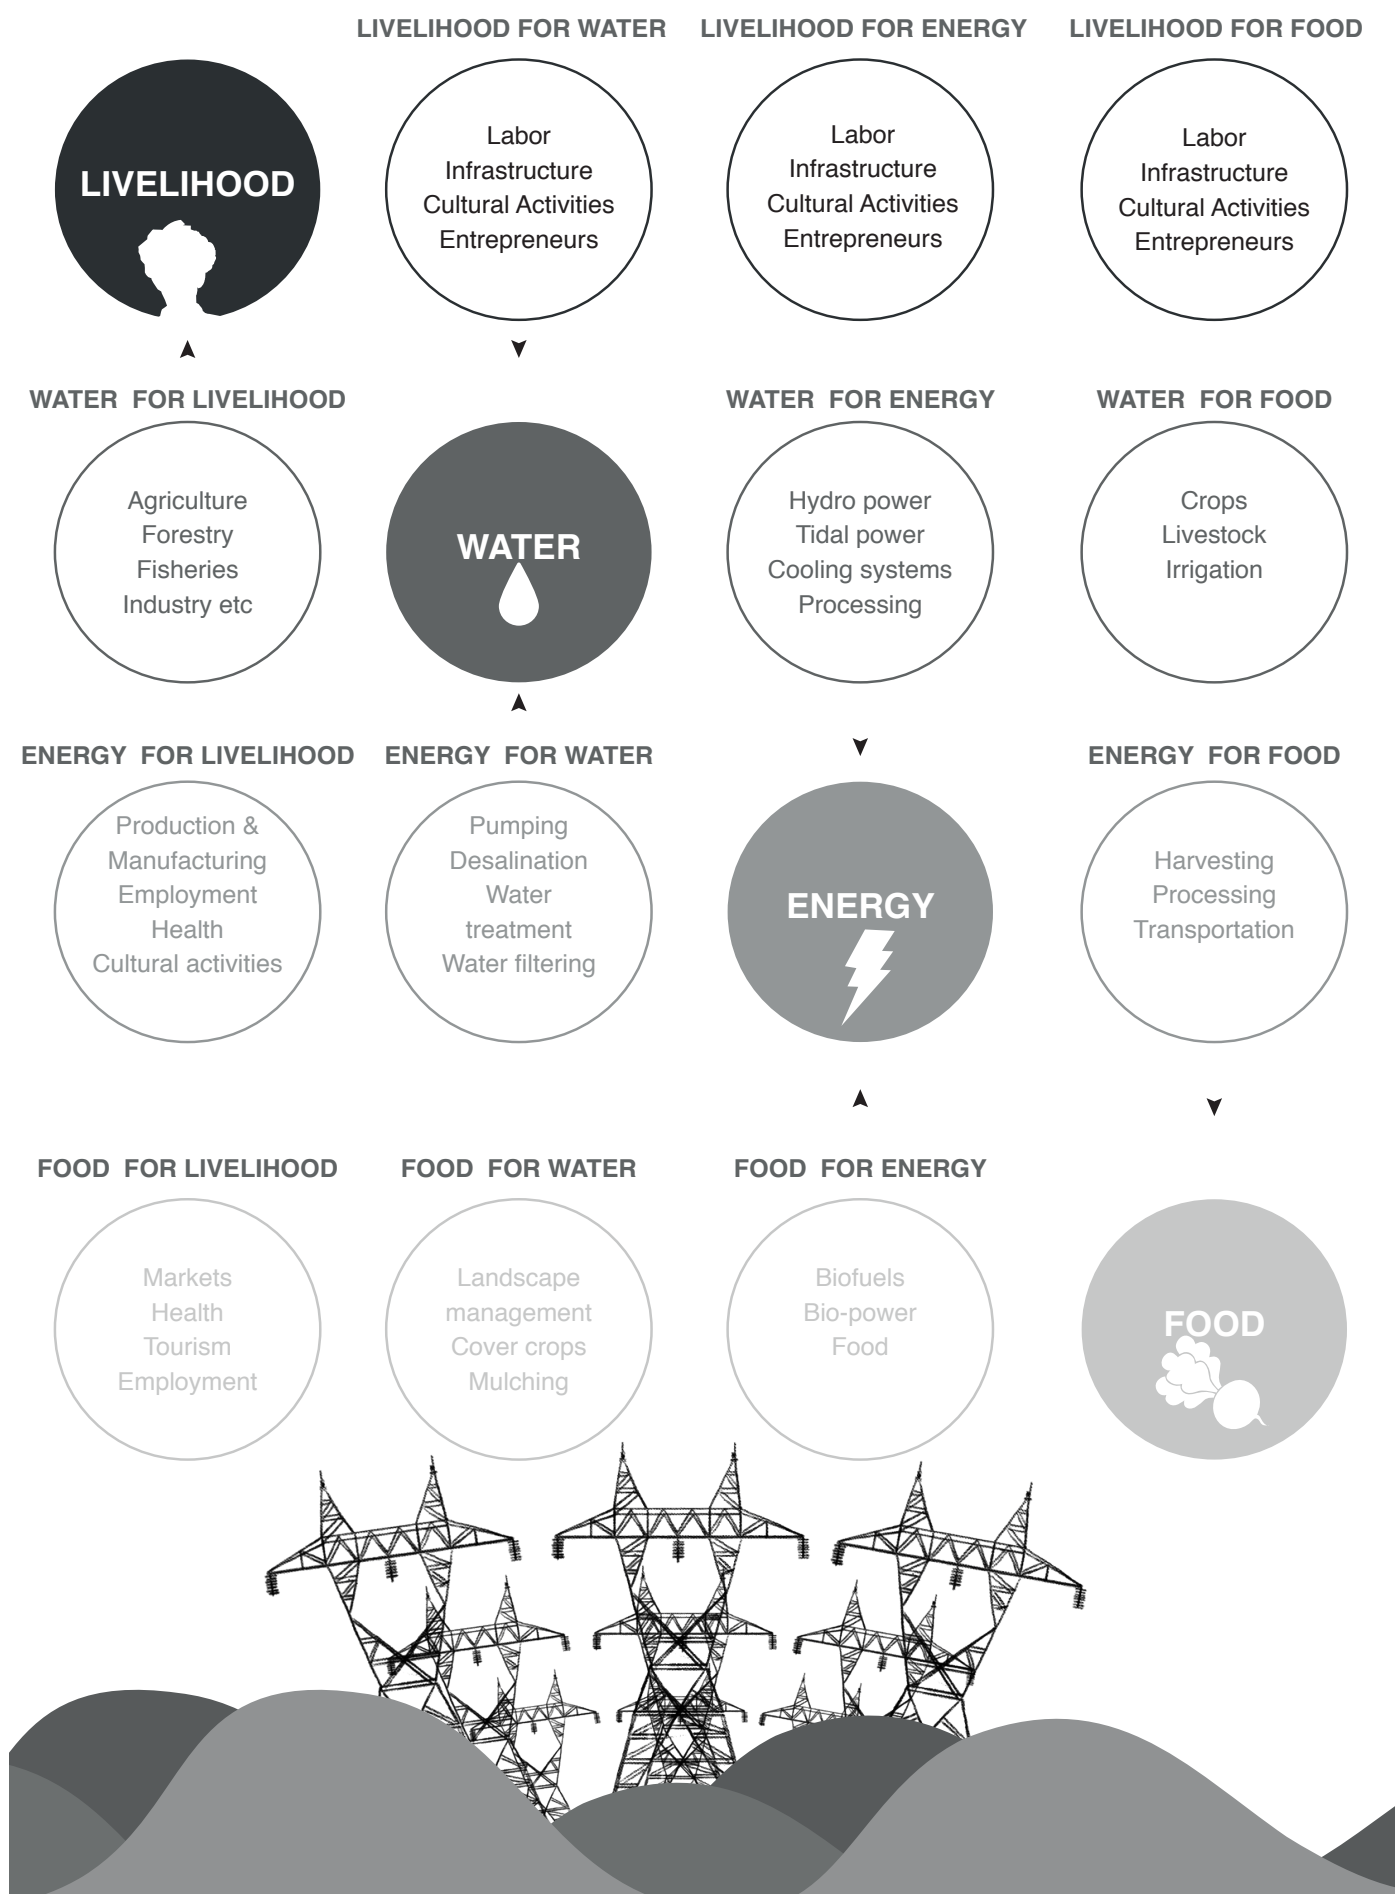 LIVELIHOOD FOR WATER
LIVELIHOOD FOR ENERGY
LIVELIHOOD FOR FOOD
LIVELIHOOD
Labor
Infrastructure
Cultural Activities
Entrepreneurs
Labor
Infrastructure
Cultural Activities
Entrepreneurs
Labor
Infrastructure
Cultural Activities
Entrepreneurs
WATER FOR LIVELIHOOD
WATER FOR ENERGY
WATER FOR FOOD
Agriculture
Forestry
Fisheries
Industry etc
WATER
Hydro power
Tidal power
Cooling systems
Processing
Crops
Livestock
Irrigation
ENERGY FOR LIVELIHOOD
ENERGY FOR WATER
ENERGY FOR FOOD
Production &
Manufacturing
Employment
Health
Cultural activities
Pumping
Desalination
Water
treatment
Water filtering
ENERGY
Harvesting
Processing
Transportation
FOOD FOR LIVELIHOOD
FOOD FOR WATER
FOOD FOR ENERGY
Markets
Health
Tourism
Employment
Landscape
management
Cover crops
Mulching
Biofuels
Bio-power
Food
FOOD